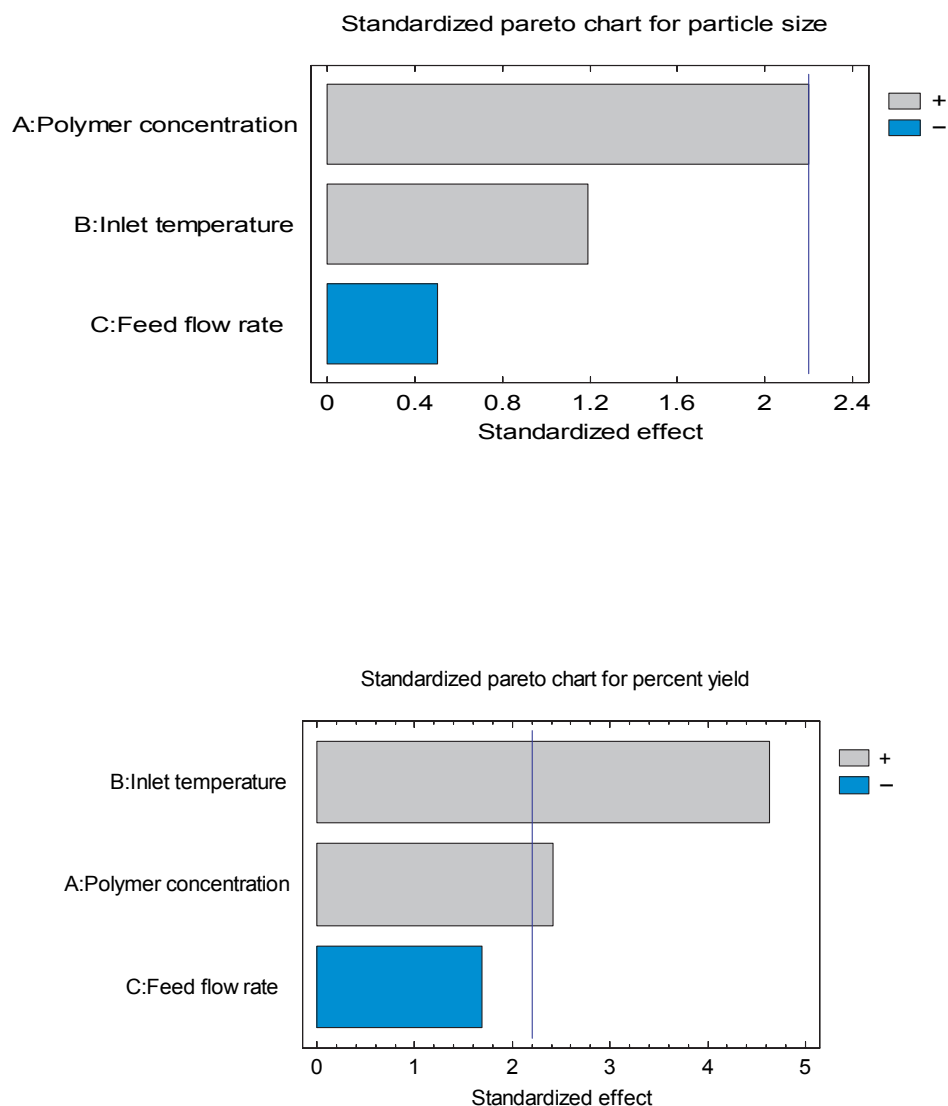 Standardized pareto chart for particle size
A:Polymer concentration
B:Inlet temperature
C:Feed flow rate
+
−
0 0.4 0.8 1.2 1.6 2 2.4
Standardized effect
Standardized pareto chart for percent yield
B:Inlet temperature
A:Polymer concentration
C:Feed flow rate
+
−
0 1 2 3 4 5
Standardized effect